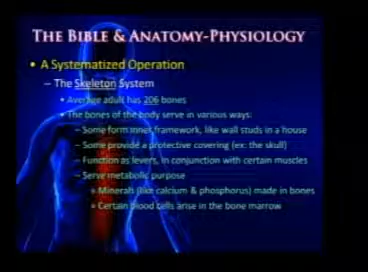 THE BIBLE & ANATOMY-PHYSIOLOGY
• A Systematized Operation
– The Skeleton System
• Average adult has 206 bones
• The bones of the body serve in various ways:
– Some form inner framework, like wall studs in a house
– Some provide a protective covering (ex: the skull)
– Function as levers, in conjunction with certain muscles
– Serve metabolic purpose
• Minerals (like calcium & phosphorus) made in bones
• Certain blood cells arise in the bone marrow